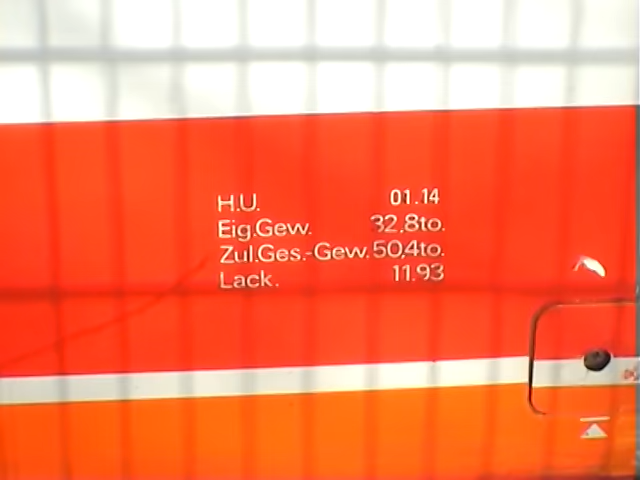 H.U. 01.14
Eig.Gew. 32,8to.
Zul.Ges.-Gew. 50,4to.
Lack. 11.93